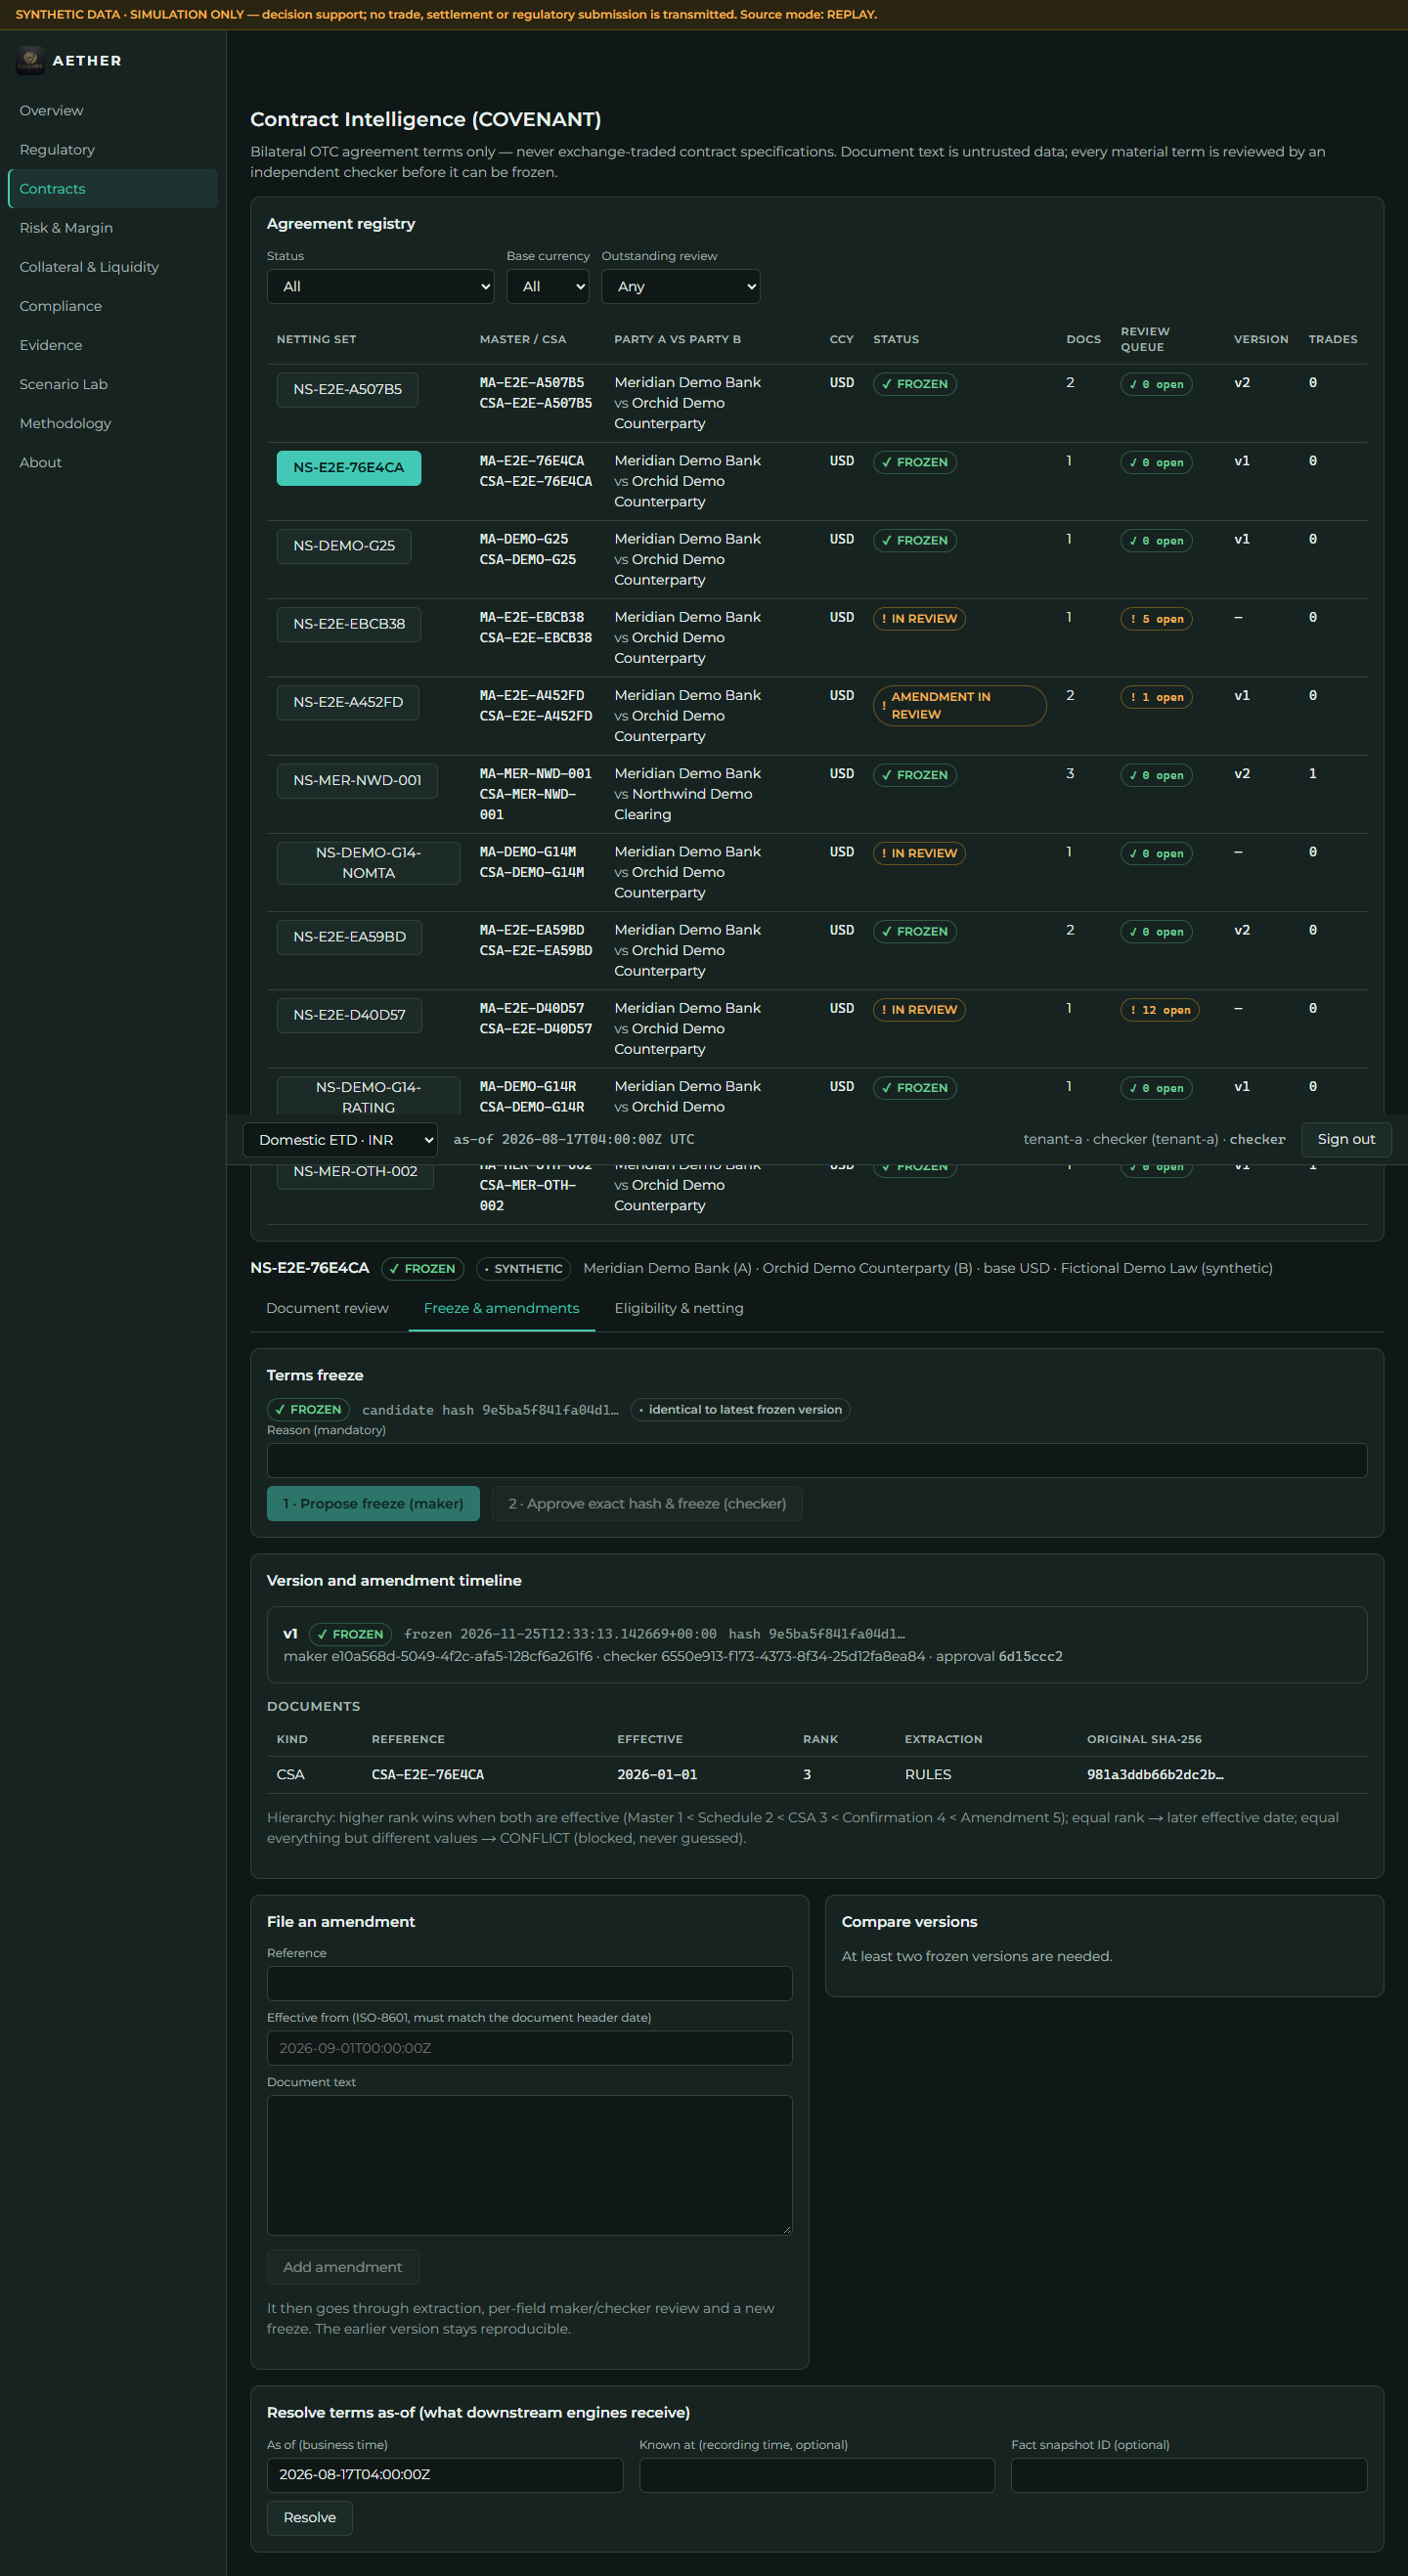 SYNTHETIC DATA · SIMULATION ONLY — decision support; no trade, settlement or regulatory submission is transmitted. Source mode: REPLAY.
AETHER
Overview
Regulatory
Contracts
Risk & Margin
Collateral & Liquidity
Compliance
Evidence
Scenario Lab
Methodology
About
Contract Intelligence (COVENANT)
Bilateral OTC agreement terms only — never exchange-traded contract specifications. Document text is untrusted data; every material term is reviewed by an
independent checker before it can be frozen.
Agreement registry
Status Base currency Outstanding review
All All Any
NETTING SET MASTER / CSA PARTY A VS PARTY B CCY STATUS DOCS REVIEW QUEUE VERSION TRADES
NS-E2E-A507B5 MA-E2E-A507B5 Meridian Demo Bank USD ✓ FROZEN 2 ✓ 0 open v2 0
CSA-E2E-A507B5 vs Orchid Demo
Counterparty
NS-E2E-76E4CA MA-E2E-76E4CA Meridian Demo Bank USD ✓ FROZEN 1 ✓ 0 open v1 0
CSA-E2E-76E4CA vs Orchid Demo
Counterparty
NS-DEMO-G25 MA-DEMO-G25 Meridian Demo Bank USD ✓ FROZEN 1 ✓ 0 open v1 0
CSA-DEMO-G25 vs Orchid Demo
Counterparty
NS-E2E-EBCB38 MA-E2E-EBCB38 Meridian Demo Bank USD ! IN REVIEW 1 ! 5 open — 0
CSA-E2E-EBCB38 vs Orchid Demo
Counterparty
NS-E2E-A452FD MA-E2E-A452FD Meridian Demo Bank USD ! AMENDMENT IN REVIEW 2 ! 1 open v1 0
CSA-E2E-A452FD vs Orchid Demo
Counterparty
NS-MER-NWD-001 MA-MER-NWD-001 Meridian Demo Bank USD ✓ FROZEN 3 ✓ 0 open v2 1
CSA-MER-NWD- vs Northwind Demo
001 Clearing
NS-DEMO-G14- MA-DEMO-G14M Meridian Demo Bank USD ! IN REVIEW 1 ✓ 0 open — 0
NOMTA CSA-DEMO-G14M vs Orchid Demo
Counterparty
NS-E2E-EA59BD MA-E2E-EA59BD Meridian Demo Bank USD ✓ FROZEN 2 ✓ 0 open v2 0
CSA-E2E-EA59BD vs Orchid Demo
Counterparty
NS-E2E-D40D57 MA-E2E-D40D57 Meridian Demo Bank USD ! IN REVIEW 1 ! 12 open — 0
CSA-E2E-D40D57 vs Orchid Demo
Counterparty
NS-DEMO-G14- MA-DEMO-G14R Meridian Demo Bank USD ✓ FROZEN 1 ✓ 0 open v1 0
RATING CSA-DEMO-G14R vs Orchid Demo
Domestic ETD · INR as-of 2026-08-17T04:00:00Z UTC tenant-a · checker (tenant-a) · checker Sign out
NS-MER-OTH-002 MA-MER-OTH-002 Meridian Demo Bank USD ✓ FROZEN ✓ 0 open v1
CSA-MER-OTH- vs Orchid Demo
002 Counterparty
NS-E2E-76E4CA ✓ FROZEN • SYNTHETIC Meridian Demo Bank (A) · Orchid Demo Counterparty (B) · base USD · Fictional Demo Law (synthetic)
Document review Freeze & amendments Eligibility & netting
Terms freeze
✓ FROZEN candidate hash 9e5ba5f841fa04d1… • identical to latest frozen version
Reason (mandatory)
1 · Propose freeze (maker) 2 · Approve exact hash & freeze (checker)
Version and amendment timeline
v1 ✓ FROZEN frozen 2026-11-25T12:33:13.142669+00:00 hash 9e5ba5f841fa04d1…
maker e10a568d-5049-4f2c-afa5-128cf6a261f6 · checker 6550e913-f173-4373-8f34-25d12fa8ea84 · approval 6d15ccc2
DOCUMENTS
KIND REFERENCE EFFECTIVE RANK EXTRACTION ORIGINAL SHA-256
CSA CSA-E2E-76E4CA 2026-01-01 3 RULES 981a3ddb66b2dc2b…
Hierarchy: higher rank wins when both are effective (Master 1 < Schedule 2 < CSA 3 < Confirmation 4 < Amendment 5); equal rank → later effective date; equal
everything but different values → CONFLICT (blocked, never guessed).
File an amendment
Reference
Effective from (ISO-8601, must match the document header date)
2026-09-01T00:00:00Z
Document text
Add amendment
It then goes through extraction, per-field maker/checker review and a new
freeze. The earlier version stays reproducible.
Compare versions
At least two frozen versions are needed.
Resolve terms as-of (what downstream engines receive)
As of (business time) Known at (recording time, optional) Fact snapshot ID (optional)
2026-08-17T04:00:00Z
Resolve